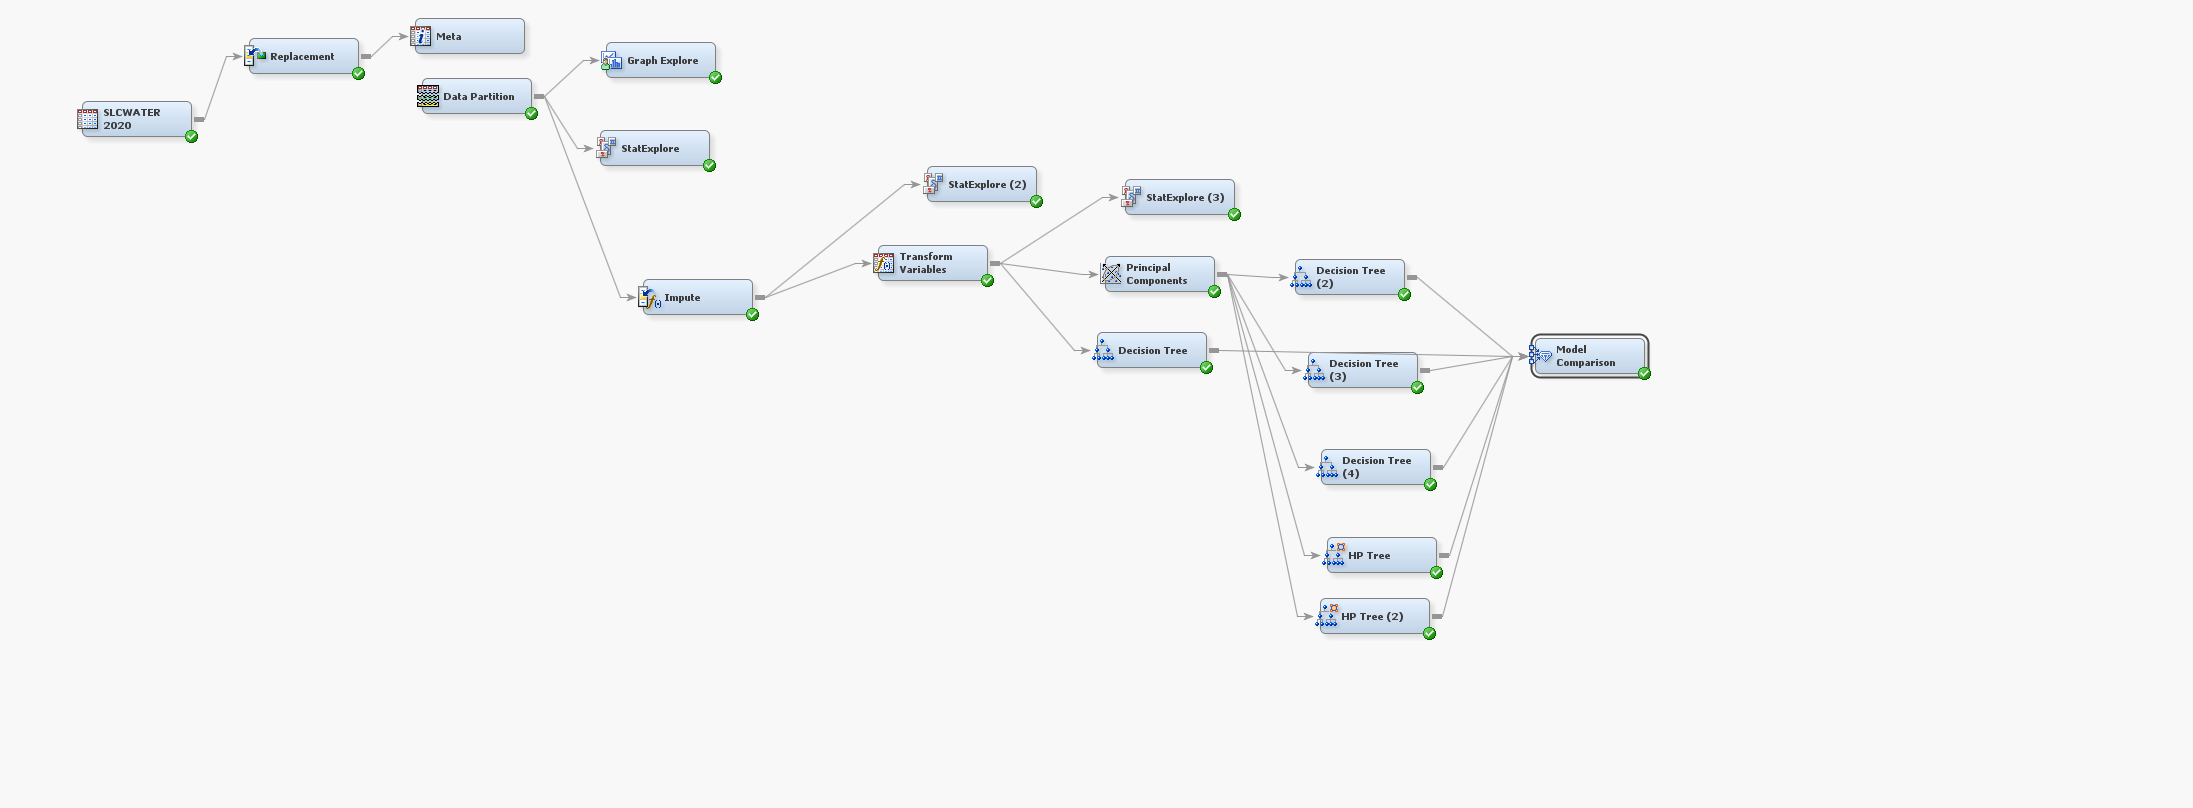 Meta
Replacement
Graph Explore
Data Partition
SLCWATER
2020
StatExplore
StatExplore (2)
StatExplore (3)
Transform
Variables
Principal
Components
Decision Tree
(2)
Impute
Decision Tree
Model
Comparison
Decision Tree
(3)
Decision Tree
(4)
HP Tree
HP Tree (2)